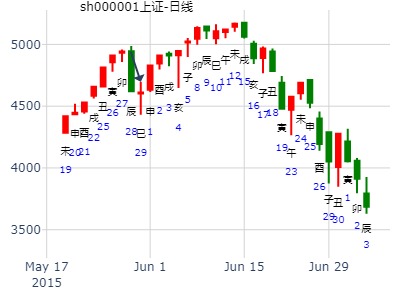 sh000001上证-日线
5000
4500
4000
3500
未
19
申
20
酉
21
戌
22
丑
25
寅
26
卯
27
辰
28
巳
29
申
1
酉
2
戌
3
亥
4
子
5
卯
8
辰
9
巳
10
午
11
未
12
戌
15
亥
16
子
17
丑
18
寅
19
午
23
未
24
申
25
酉
26
子
29
丑
30
寅
1
卯
2
辰
3
May 17
2015
Jun 1
Jun 15
Jun 29